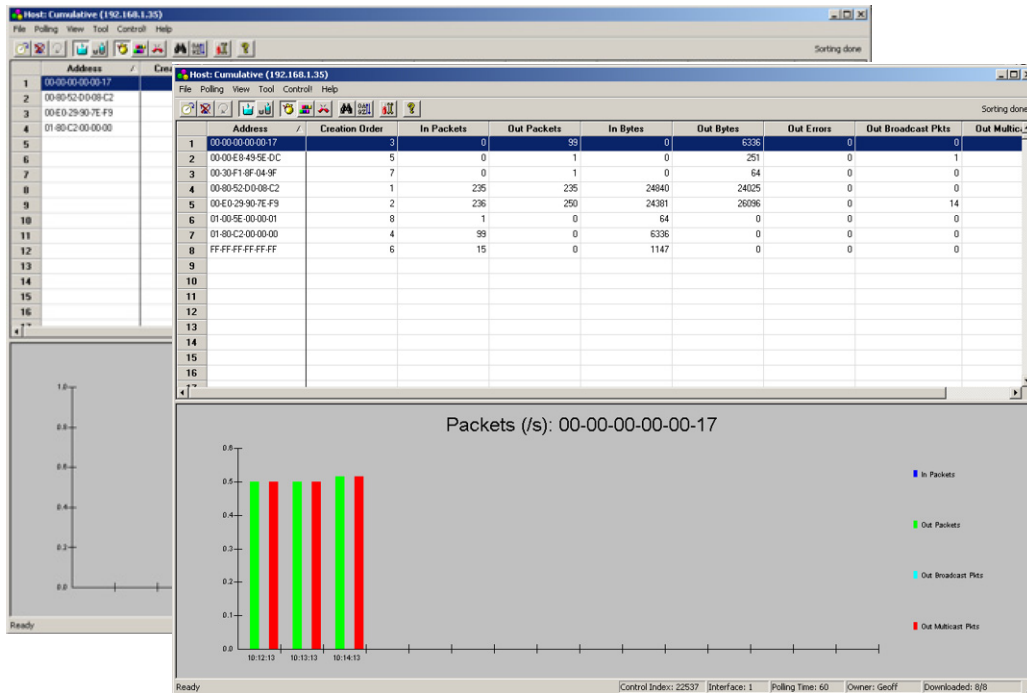 Host: Cumulative (192.168.1.35)
File Polling View Tool Control! Help
Sorting done
Address / Crea
1 00-00-00-00-00-17
2 00-80-52-D0-08-C2
3 00-E0-29-90-7E-F9
4 01-80-C2-00-00-00
5
6
7
8
9
10
11
12
13
14
15
16
1.0
0.8
0.6
0.4
0.2
0.0
Ready
Host: Cumulative (192.168.1.35)
File Polling View Tool Control! Help
Sorting done
Address / Creation Order In Packets Out Packets In Bytes Out Bytes Out Errors Out Broadcast Pkts Out Multica
1 00-00-00-00-00-17 3 0 99 0 6336 0 0
2 00-00-E8-49-5E-DC 5 0 1 0 251 0 1
3 00-30-F1-8F-04-9F 7 0 1 0 64 0 0
4 00-80-52-D0-08-C2 1 235 235 24840 24025 0 0
5 00-E0-29-90-7E-F9 2 236 250 24381 26096 0 14
6 01-00-5E-00-00-01 8 1 0 64 0 0 0
7 01-80-C2-00-00-00 4 99 0 6336 0 0 0
8 FF-FF-FF-FF-FF-FF 6 15 0 1147 0 0 0
9
10
11
12
13
14
15
16
Packets (/s): 00-00-00-00-00-17
0.6
0.5
0.4
0.3
0.2
0.1
0.0
10:12:13 10:13:13 10:14:13
In Packets
Out Packets
Out Broadcast Pkts
Out Multicast Pkts
Ready
Control Index: 22537 Interface: 1 Polling Time: 60 Owner: Geoff Downloaded: 8/8